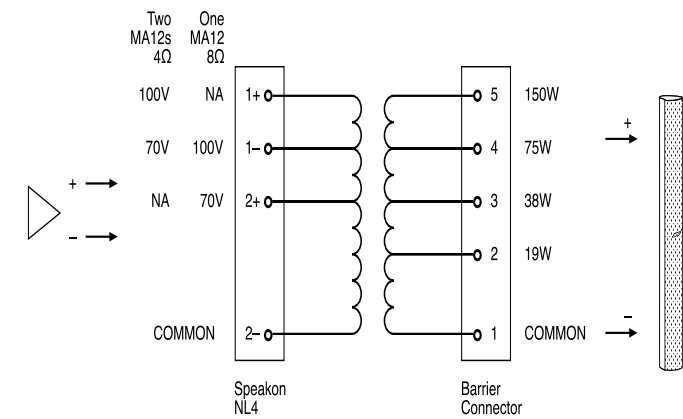 Two One
MA12s MA12
4Ω 8Ω
100V NA 1+ 5 150W
+
70V 100V 1– 4 75W
+
NA 70V 2+ 3 38W
–
2 19W
–
COMMON 2– 1 COMMON
Speakon Barrier
NL4 Connector